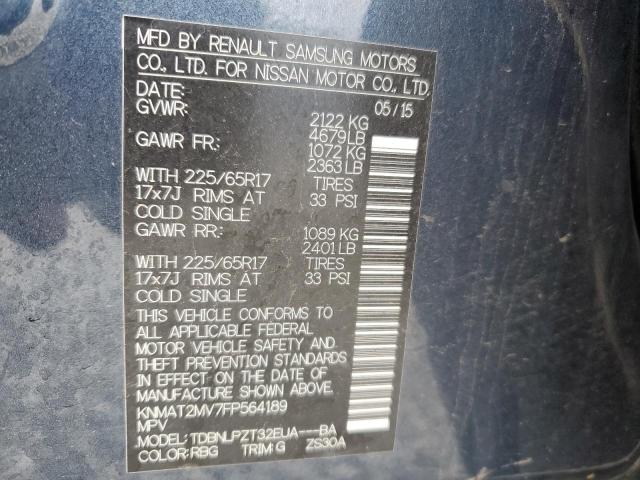 MFD BY RENAULT SAMSUNG MOTORS
CO., LTD. FOR NISSAN MOTOR CO., LTD.
DATE: 05/15
GVWR: 2122 KG
4679LB
GAWR FR: 1072 KG
2363 LB
WITH 225/65R17 TIRES
17x7J RIMS AT 33 PSI
COLD SINGLE
GAWR RR: 1089 KG
2401 LB
WITH 225/65R17 TIRES
17x7J RIMS AT 33 PSI
COLD SINGLE
THIS VEHICLE CONFORMS TO
ALL APPLICABLE FEDERAL
MOTOR VEHICLE SAFETY AND
THEFT PREVENTION STANDARDS
IN EFFECT ON THE DATE OF
MANUFACTURE SHOWN ABOVE.
KNMAT2MV7FP564189
MPV
MODEL: TDBNLPZT32EUA---BA
COLOR: RBG TRIM: G ZS30A